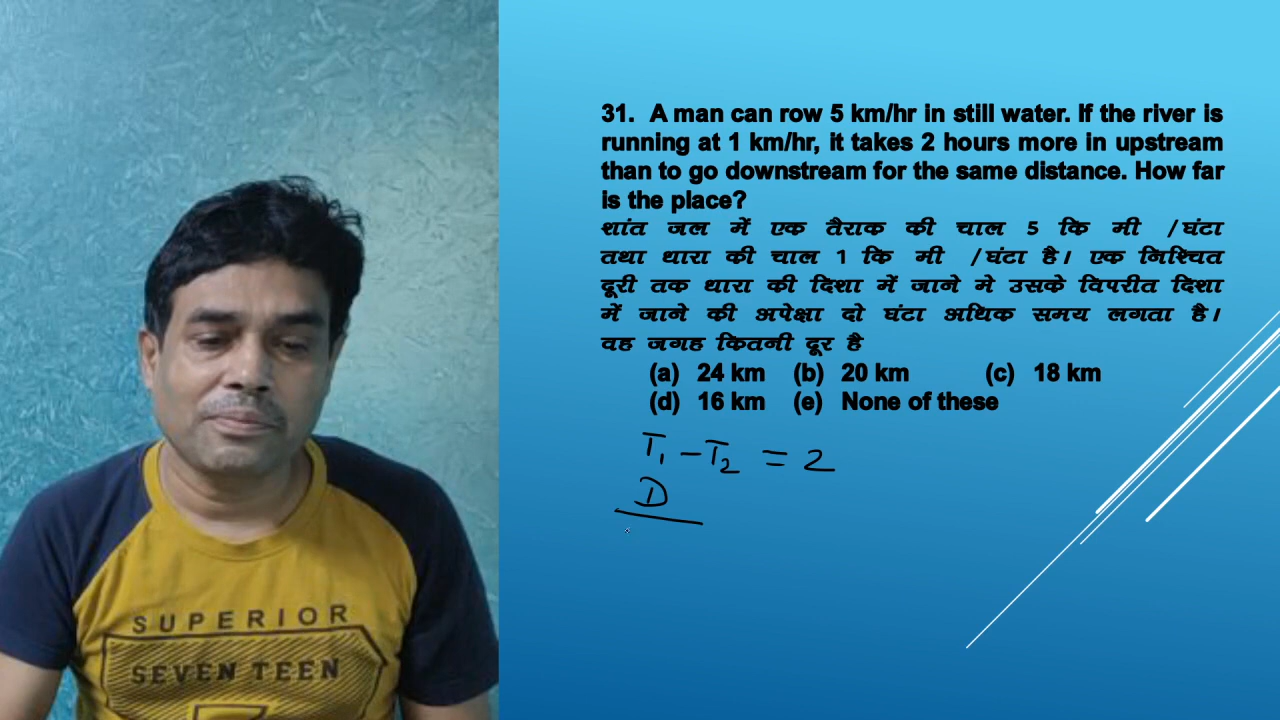 31. A man can row 5 km/hr in still water. If the river is
running at 1 km/hr, it takes 2 hours more in upstream
than to go downstream for the same distance. How far
is the place?
शांत जल में एक तैराक की चाल 5 कि मी /घंटा
तथा धारा की चाल 1 कि मी /घंटा है। एक निश्चित
दूरी तक धारा की दिशा में जाने मे उसके विपरीत दिशा
में जाने की अपेक्षा दो घंटा अधिक समय लगता है।
वह जगह कितनी दूर है
(a) 24 km (b) 20 km (c) 18 km
(d) 16 km (e) None of these
T₁ - T₂ = 2
D
SUPERIOR
SEVEN TEEN